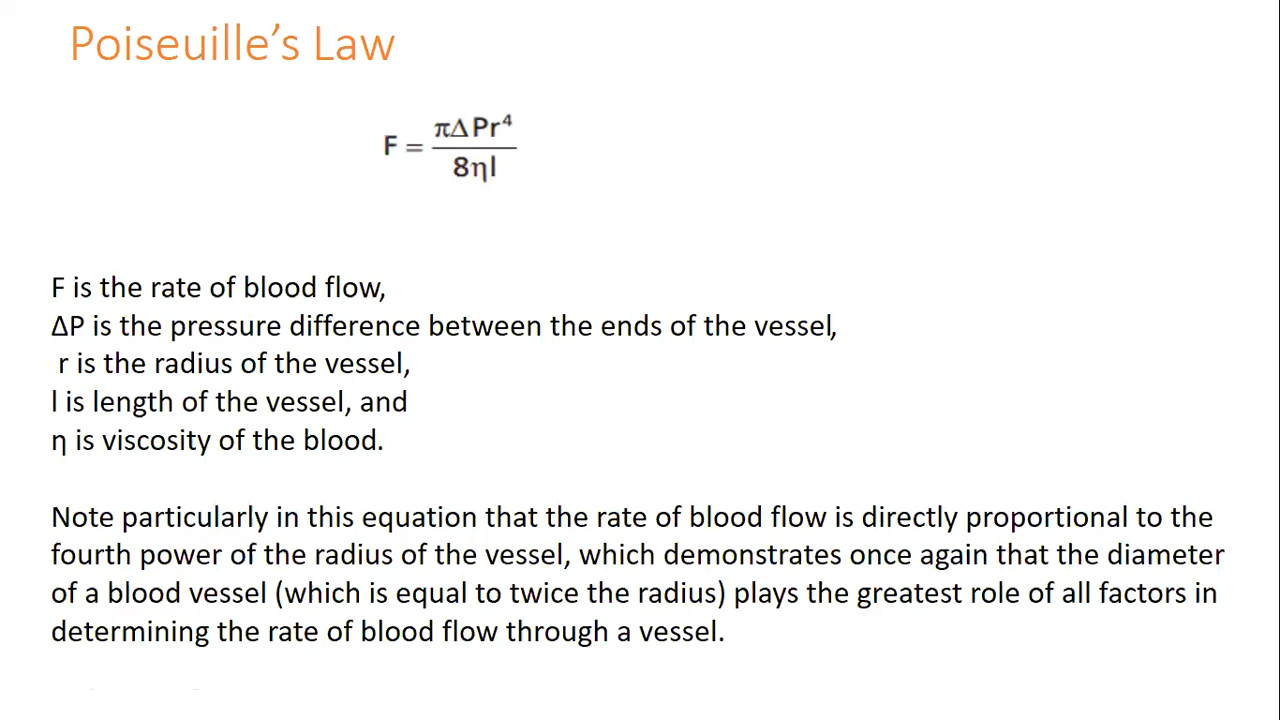 Poiseuille’s Law
F = πΔPr⁴ / 8ηl
F is the rate of blood flow,
ΔP is the pressure difference between the ends of the vessel,
r is the radius of the vessel,
l is length of the vessel, and
η is viscosity of the blood.
Note particularly in this equation that the rate of blood flow is directly proportional to the
fourth power of the radius of the vessel, which demonstrates once again that the diameter
of a blood vessel (which is equal to twice the radius) plays the greatest role of all factors in
determining the rate of blood flow through a vessel.